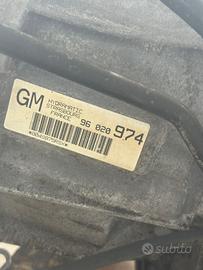 GM
HYDRAMATIC
STRASBOURG
FRANCE
96 020 974
Subito